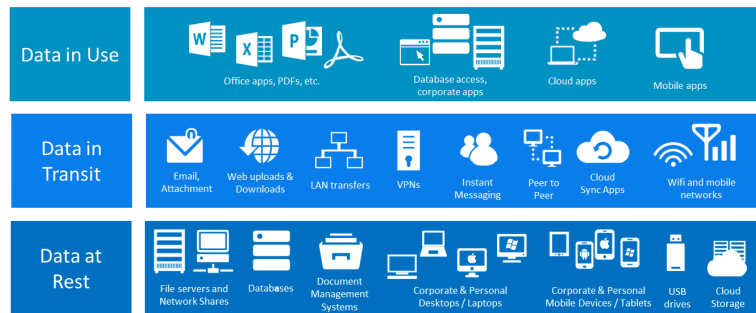 Data in Use
W
X
P
Office apps, PDFs, etc.
Database access,
corporate apps
Cloud apps
Mobile apps
Data in
Transit
Email,
Attachment
Web uploads &
Downloads
LAN transfers
VPNs
Instant
Messaging
Peer to
Peer
Cloud
Sync Apps
Wifi and mobile
networks
Data at
Rest
File servers and
Network Shares
Databases
Document
Management
Systems
Corporate & Personal
Desktops / Laptops
Corporate & Personal
Mobile Devices / Tablets
USB
drives
Cloud
Storage